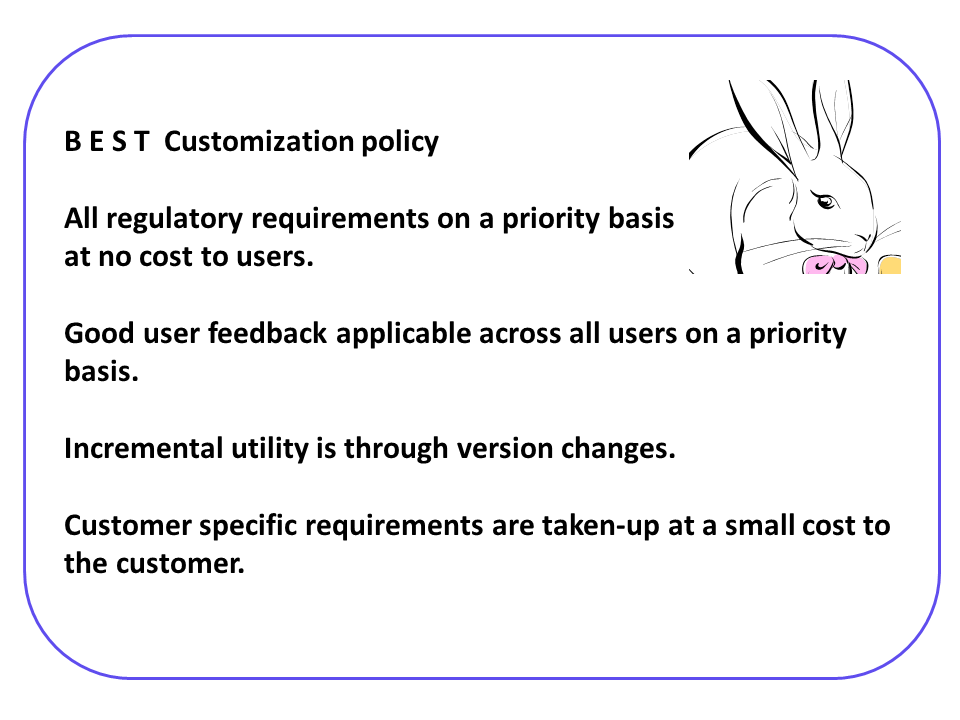 B E S T  Customization policy
All regulatory requirements on a priority basis
at no cost to users.
Good user feedback applicable across all users on a priority
basis.
Incremental utility is through version changes.
Customer specific requirements are taken-up at a small cost to
the customer.